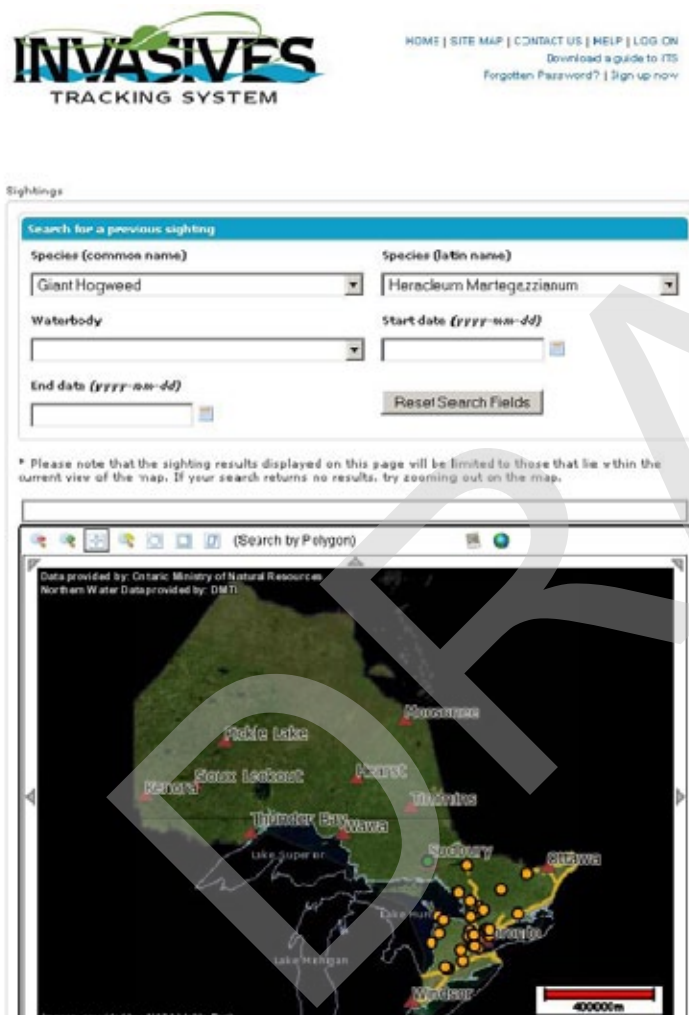 INVASIVES
TRACKING SYSTEM
HOME | SITE MAP | CONTACT US | HELP | LOG ON
Download a guide to ITS
Forgotten Password? | Sign up now
Sightings
Search for a previous sighting
Species (common name) Species (latin name)
Giant Hogweed Heracleum Mantegazzianum
Waterbody Start date (yyyy-mm-dd)
End date (yyyy-mm-dd)
Reset Search Fields
* Please note that the sighting results displayed on this page will be limited to those that lie within the
current view of the map. If your search returns no results, try zooming out on the map.
(Search by Polygon)
Data provided by: Ontario Ministry of Natural Resources
Northern Water Data provided by: DMTI
Moosonee
Pickle Lake
Sioux Lookout Hearst
Kenora
Timmins
Thunder Bay Wawa
Sudbury Ottawa
Lake Superior
Lake
Toronto
Lake Michigan
Windsor
400000m
DRA